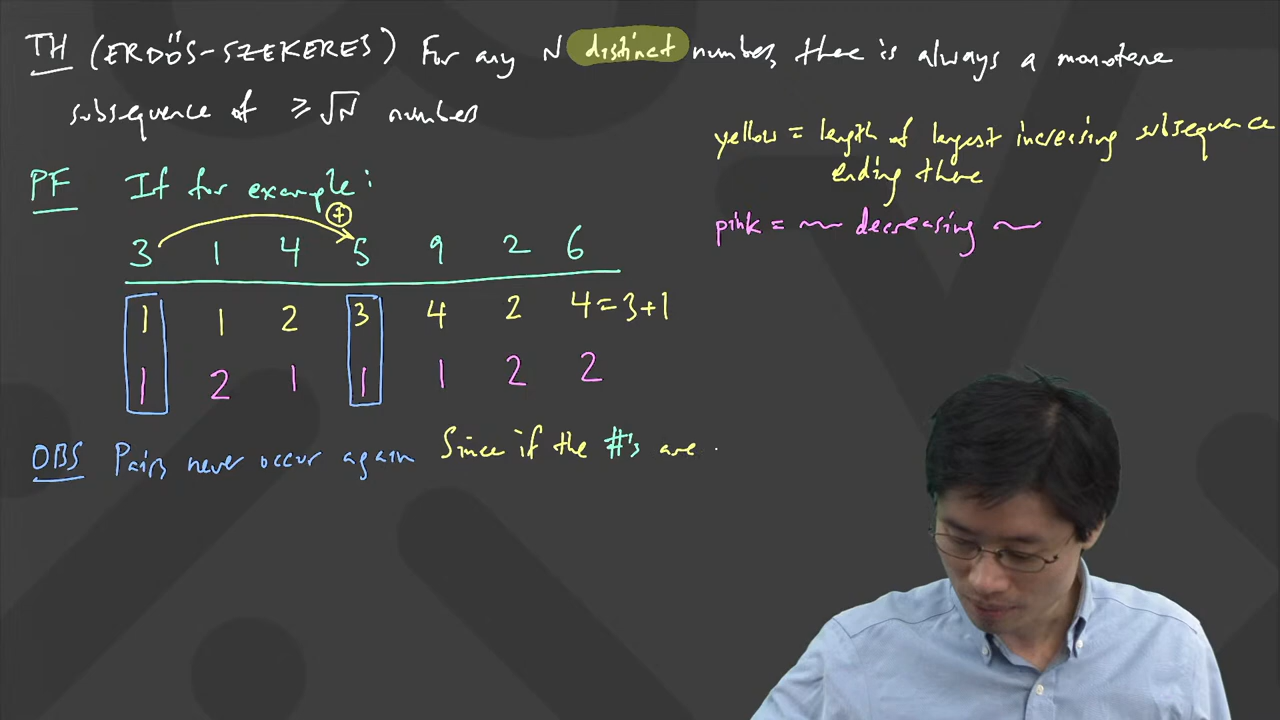 TH (ERDŐS-SZEKERES) For any N distinct numbers, there is always a monotone
subsequence of ≥ √N numbers
yellow = length of largest increasing subsequence
ending there
pink = ~ decreasing ~
PF If for example:
+
3 1 4 5 9 2 6
1 1 2 3 4 2 4=3+1
1 2 1 1 1 2 2
OBS Pairs never occur again Since if the #'s are